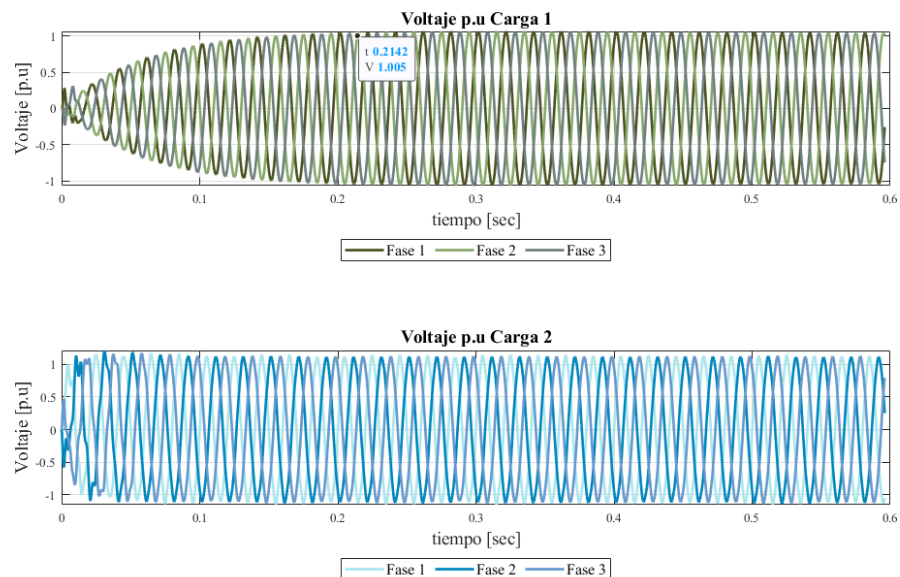 Voltaje p.u Carga 1
Voltaje [p.u]
1
0.5
0
-0.5
-1
t 0.2142
V 1.005
0 0.1 0.2 0.3 0.4 0.5 0.6
tiempo [sec]
Fase 1 Fase 2 Fase 3
Voltaje p.u Carga 2
Voltaje [p.u]
1
0.5
0
-0.5
-1
0 0.1 0.2 0.3 0.4 0.5 0.6
tiempo [sec]
Fase 1 Fase 2 Fase 3